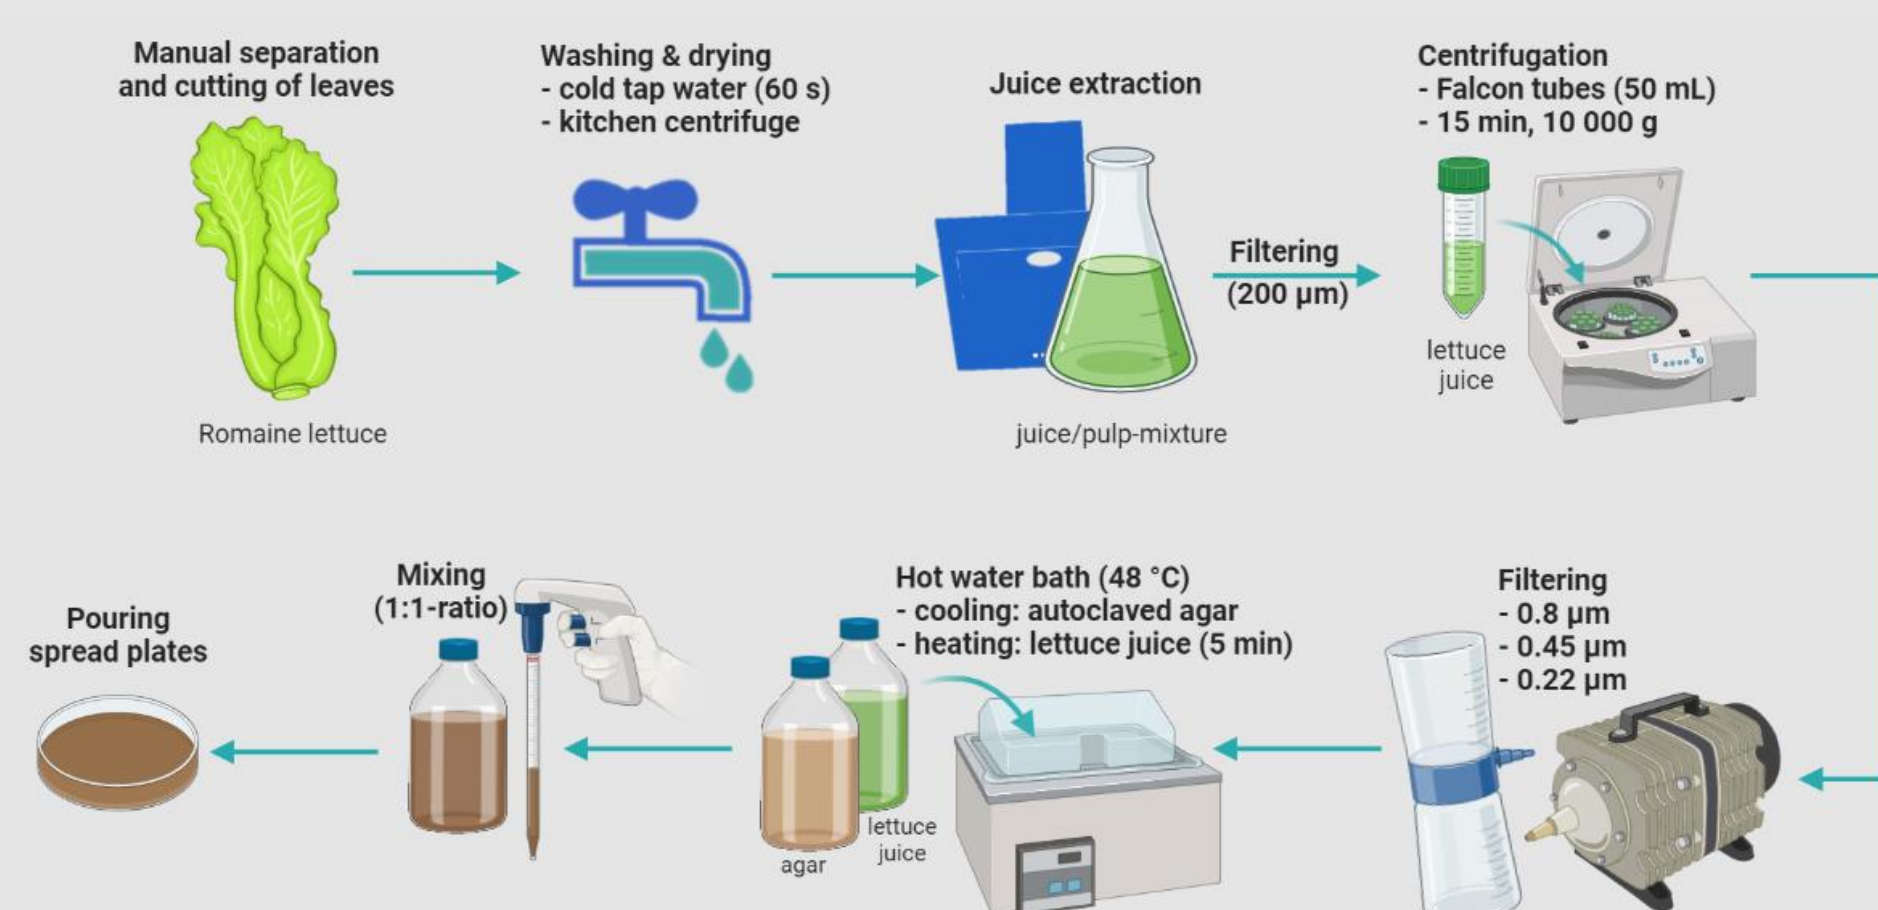 Manual separation
and cutting of leaves
Romaine lettuce
Washing & drying
- cold tap water (60 s)
- kitchen centrifuge
Juice extraction
juice/pulp-mixture
Filtering
(200 µm)
Centrifugation
- Falcon tubes (50 mL)
- 15 min, 10 000 g
lettuce
juice
Filtering
- 0.8 µm
- 0.45 µm
- 0.22 µm
Hot water bath (48 °C)
- cooling: autoclaved agar
- heating: lettuce juice (5 min)
lettuce
juice
agar
Mixing
(1:1-ratio)
Pouring
spread plates